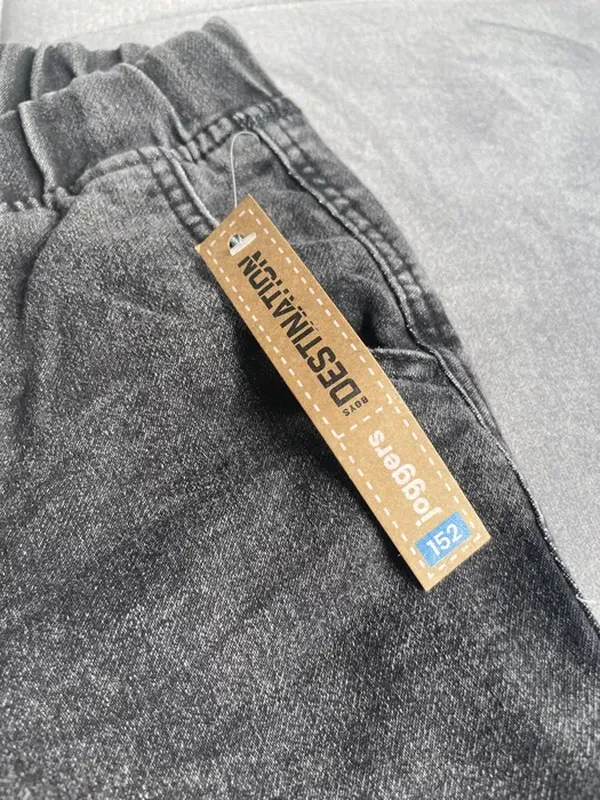 DESTINATION
BOYS
joggers
152